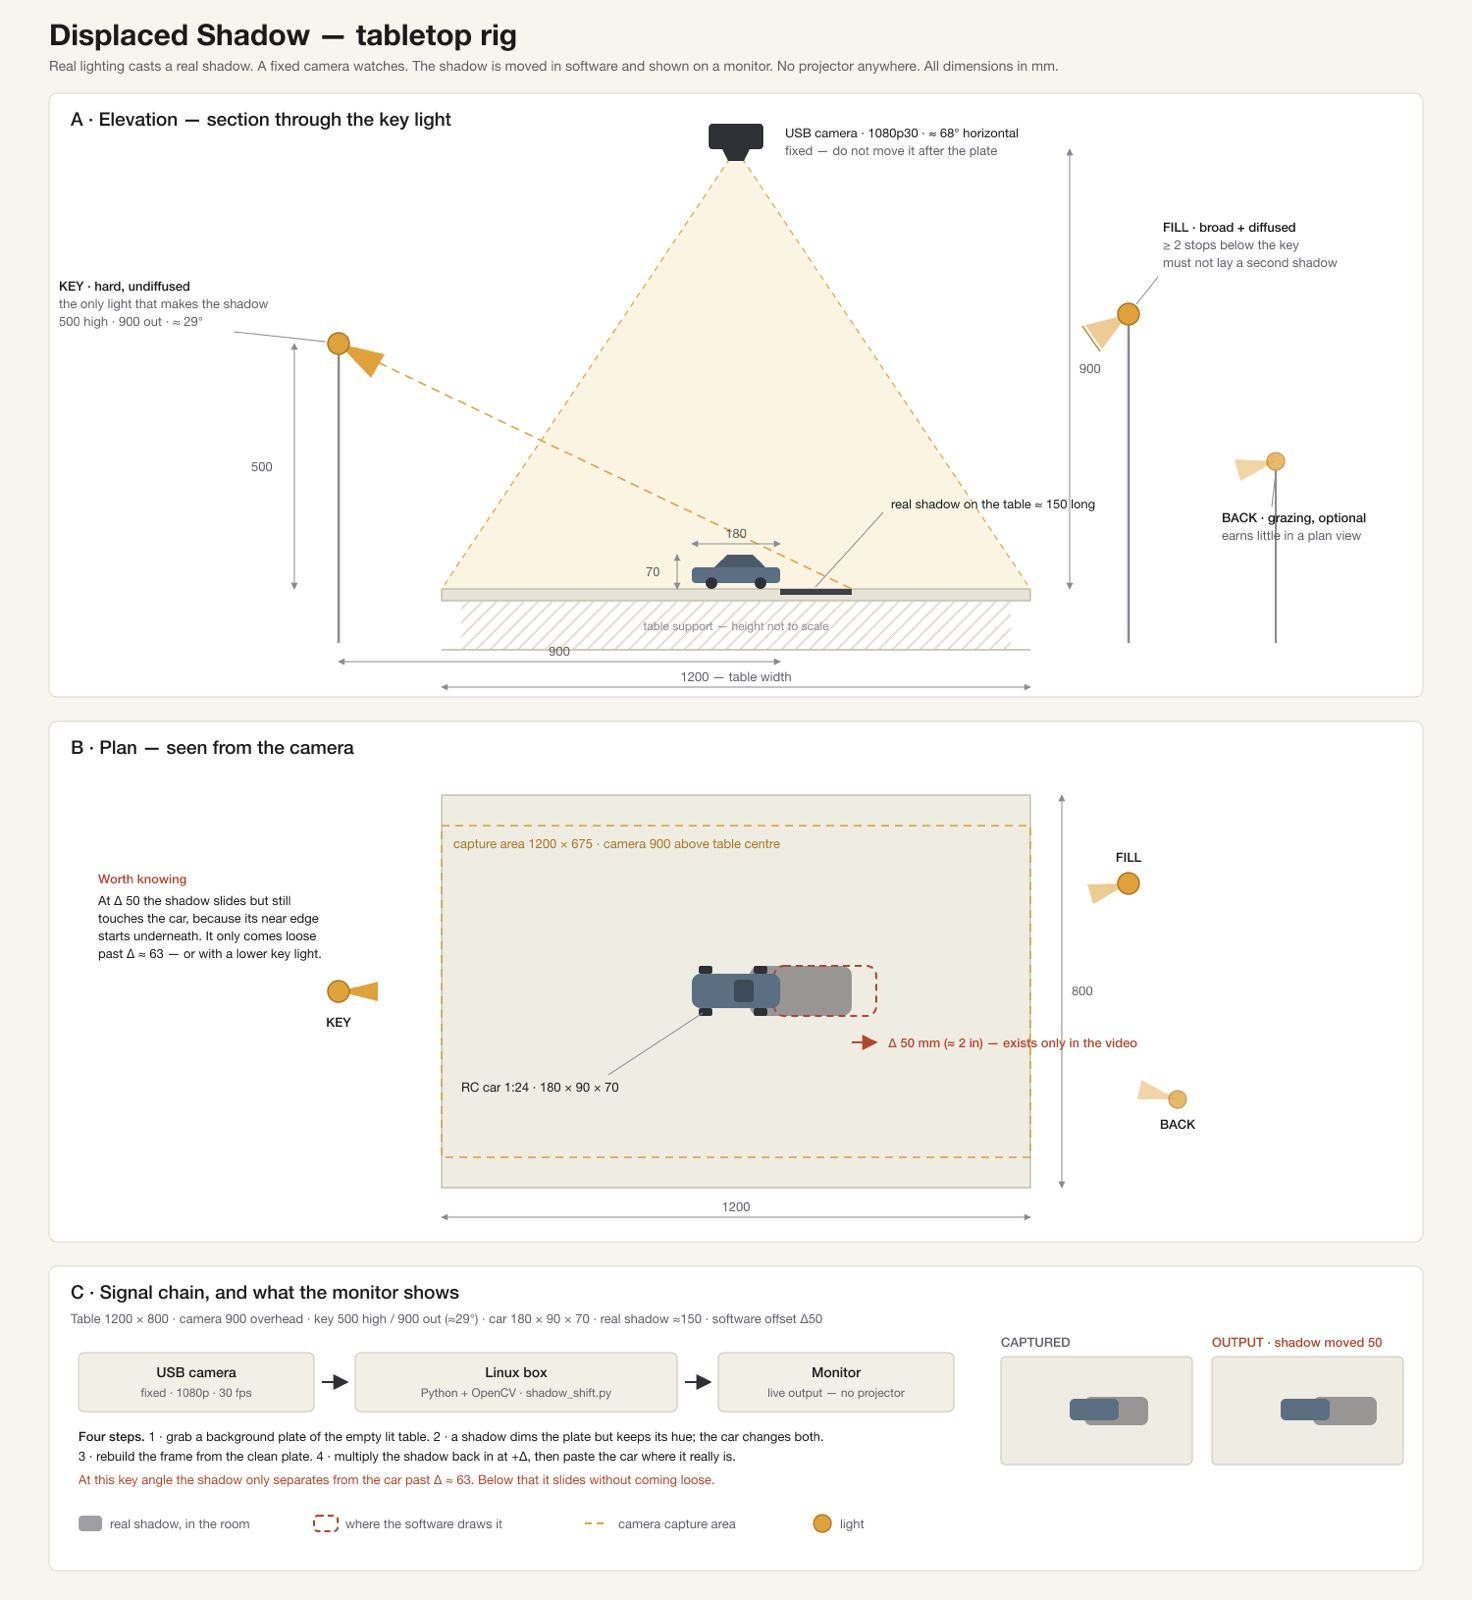 Displaced Shadow — tabletop rig
Real lighting casts a real shadow. A fixed camera watches. The shadow is moved in software and shown on a monitor. No projector anywhere. All dimensions in mm.
A · Elevation — section through the key light
USB camera · 1080p30 · ≈ 68° horizontal
fixed — do not move it after the plate
FILL · broad + diffused
≥ 2 stops below the key
must not lay a second shadow
KEY · hard, undiffused
the only light that makes the shadow
500 high · 900 out · ≈ 29°
900
500
real shadow on the table ≈ 150 long
BACK · grazing, optional
earns little in a plan view
180
70
table support — height not to scale
900
1200 — table width
B · Plan — seen from the camera
capture area 1200 × 675 · camera 900 above table centre
FILL
Worth knowing
At Δ 50 the shadow slides but still
touches the car, because its near edge
starts underneath. It only comes loose
past Δ ≈ 63 — or with a lower key light.
KEY
800
Δ 50 mm (≈ 2 in) — exists only in the video
RC car 1:24 · 180 × 90 × 70
BACK
1200
C · Signal chain, and what the monitor shows
Table 1200 × 800 · camera 900 overhead · key 500 high / 900 out (≈29°) · car 180 × 90 × 70 · real shadow ≈150 · software offset Δ50
CAPTURED
OUTPUT · shadow moved 50
USB camera
fixed · 1080p · 30 fps
Linux box
Python + OpenCV · shadow_shift.py
Monitor
live output — no projector
Four steps. 1 · grab a background plate of the empty lit table. 2 · a shadow dims the plate but keeps its hue; the car changes both.
3 · rebuild the frame from the clean plate. 4 · multiply the shadow back in at +Δ, then paste the car where it really is.
At this key angle the shadow only separates from the car past Δ ≈ 63. Below that it slides without coming loose.
real shadow, in the room
where the software draws it
camera capture area
light